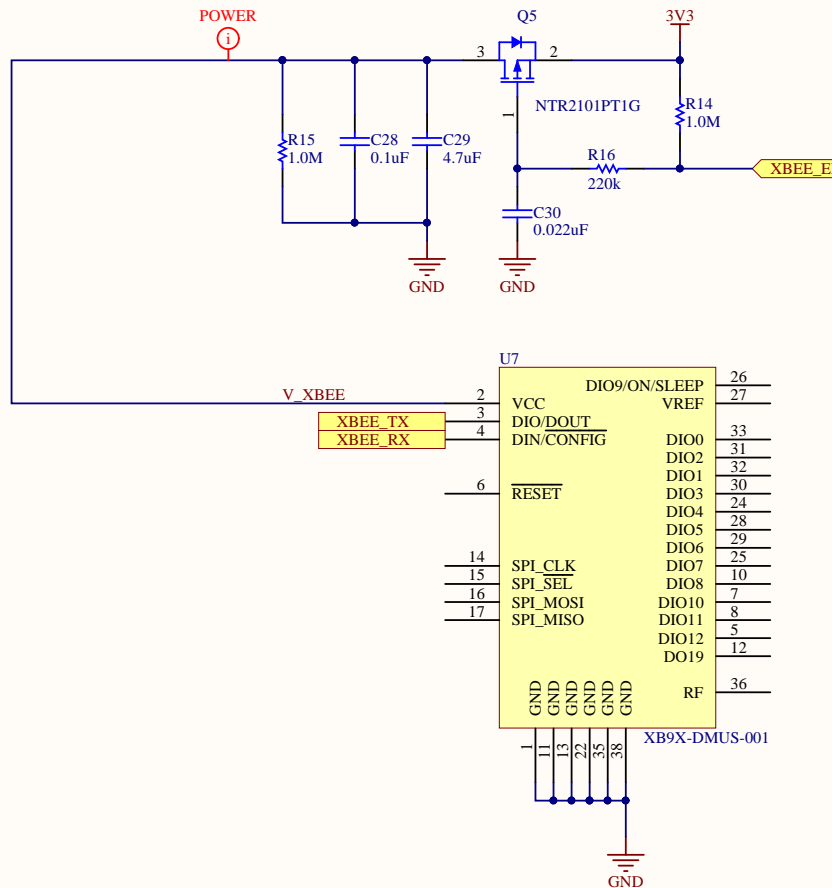 POWER
i
Q5
3V3
3
2
NTR2101PT1G
1
R14
1.0M
R15
1.0M
C28
0.1uF
C29
4.7uF
R16
220k
XBEE_E
C30
0.022uF
GND
GND
U7
V_XBEE
2
VCC
XBEE_TX
3
DIO/DOUT
XBEE_RX
4
DIN/CONFIG
6
RESET
14
SPI_CLK
15
SPI_SEL
16
SPI_MOSI
17
SPI_MISO
DIO9/ON/SLEEP
26
VREF
27
DIO0
33
DIO2
31
DIO1
32
DIO3
30
DIO4
24
DIO5
28
DIO6
29
DIO7
25
DIO8
10
DIO10
7
DIO11
8
DIO12
5
DO19
12
RF
36
GND
GND
GND
GND
GND
GND
1
11
13
22
35
38
XB9X-DMUS-001
GND